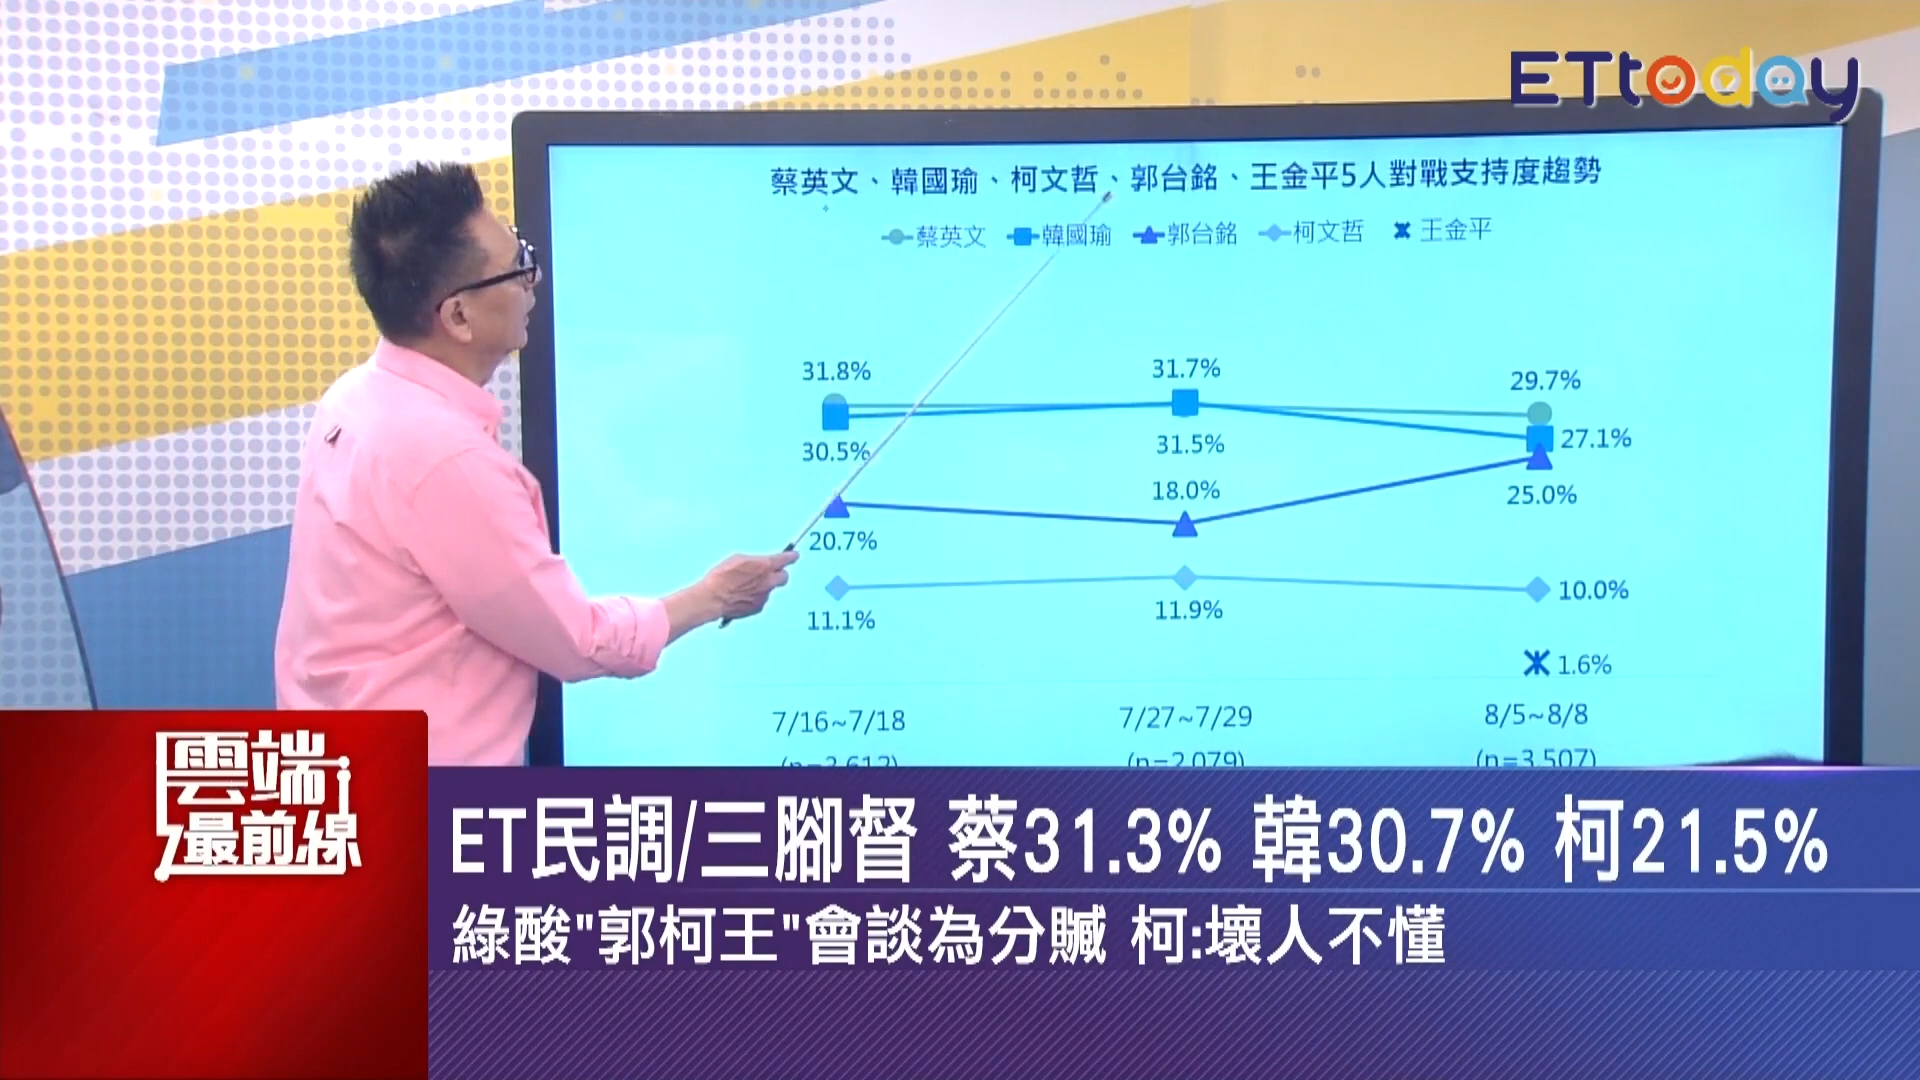 ETtoday
蔡英文、韓國瑜、柯文哲、郭台銘、王金平5人對戰支持度趨勢
蔡英文 韓國瑜 郭台銘 柯文哲 王金平
31.8% 31.7% 29.7%
30.5% 31.5% 27.1%
20.7% 18.0% 25.0%
11.1% 11.9% 10.0%
1.6%
7/16~7/18 7/27~7/29 8/5~8/8
(n=3,612) (n=2,079) (n=3,507)
雲端
最前線
ET民調/三腳督 蔡31.3% 韓30.7% 柯21.5%
綠酸"郭柯王"會談為分贓 柯:壞人不懂